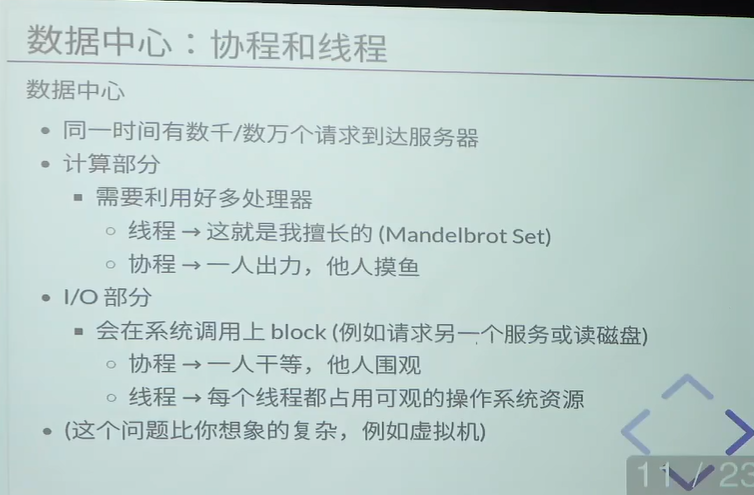 数据中心：协程和线程
数据中心
• 同一时间有数千/数万个请求到达服务器
• 计算部分
▪ 需要利用好多处理器
○ 线程 → 这就是我擅长的 (Mandelbrot Set)
○ 协程 → 一人出力，他人摸鱼
• I/O 部分
▪ 会在系统调用上 block (例如请求另一个服务或读磁盘)
○ 协程 → 一人干等，他人围观
○ 线程 → 每个线程都占用可观的操作系统资源
• (这个问题比你想象的复杂，例如虚拟机)
11 / 23